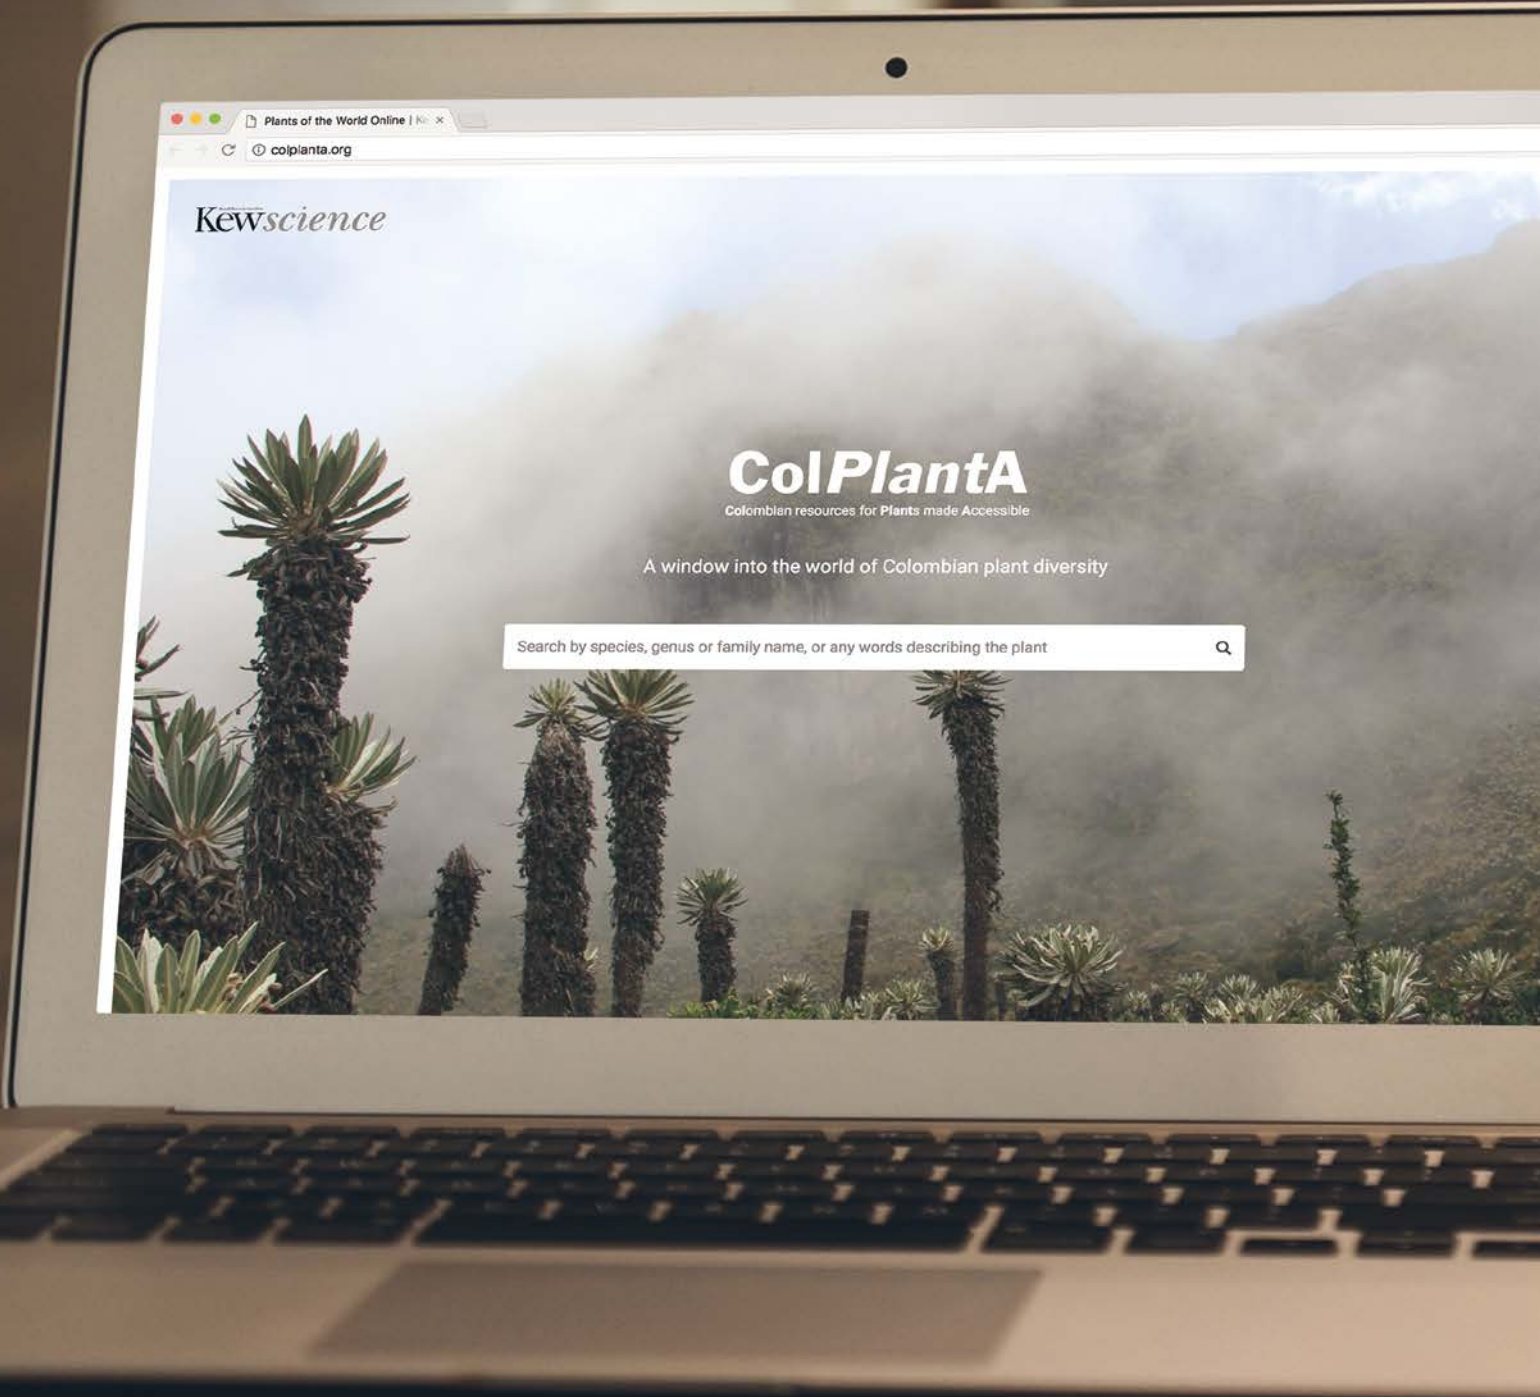 Plants of the World Online | Ke
colplanta.org
Kewscience
ColPlantA
Colombian resources for Plants made Accessible
A window into the world of Colombian plant diversity
Search by species, genus or family name, or any words describing the plant